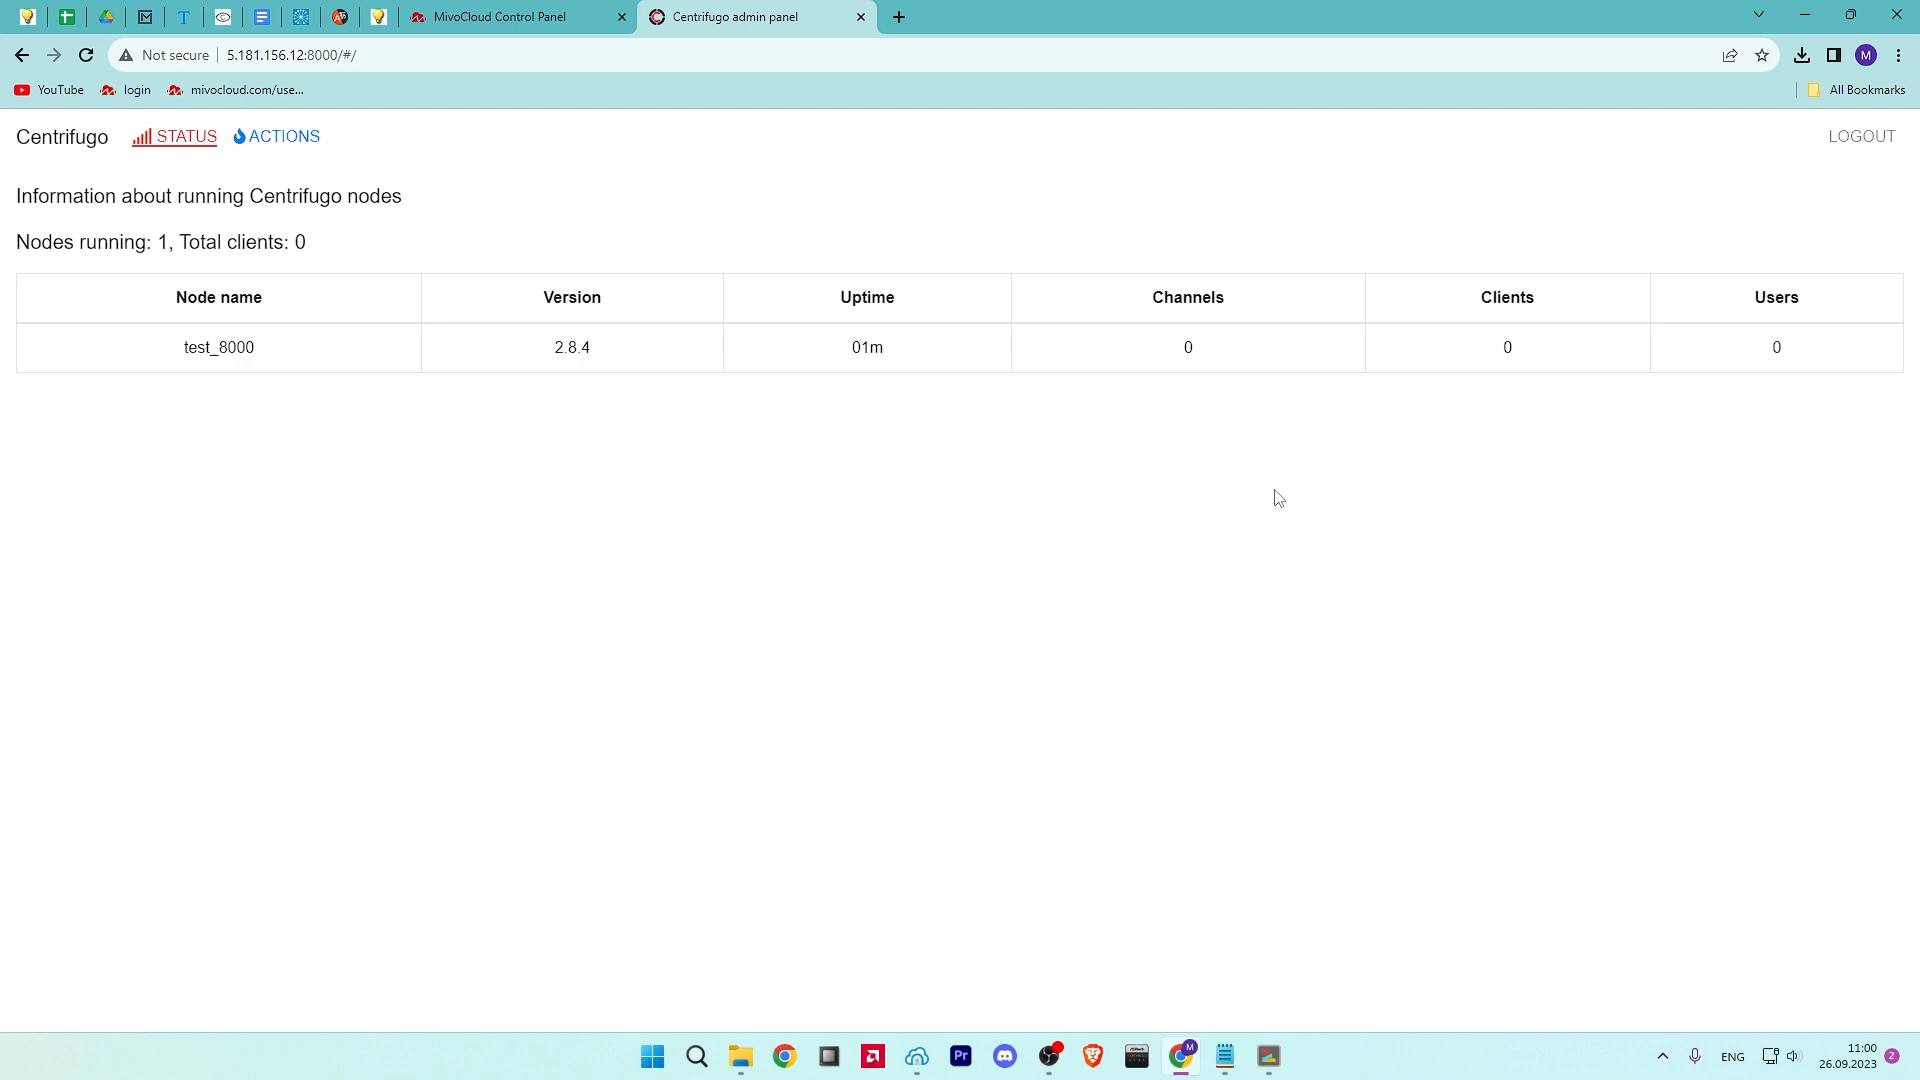 MivoCloud Control Panel
Centrifugo admin panel
Not secure
5.181.156.12:8000/#/
M
YouTube
login
mivocloud.com/use...
All Bookmarks
Centrifugo
STATUS
ACTIONS
LOGOUT
Information about running Centrifugo nodes
Nodes running: 1, Total clients: 0
Node name Version Uptime Channels Clients Users
test_8000 2.8.4 01m 0 0 0
Pr
M
ENG
11:00
26.09.2023
2